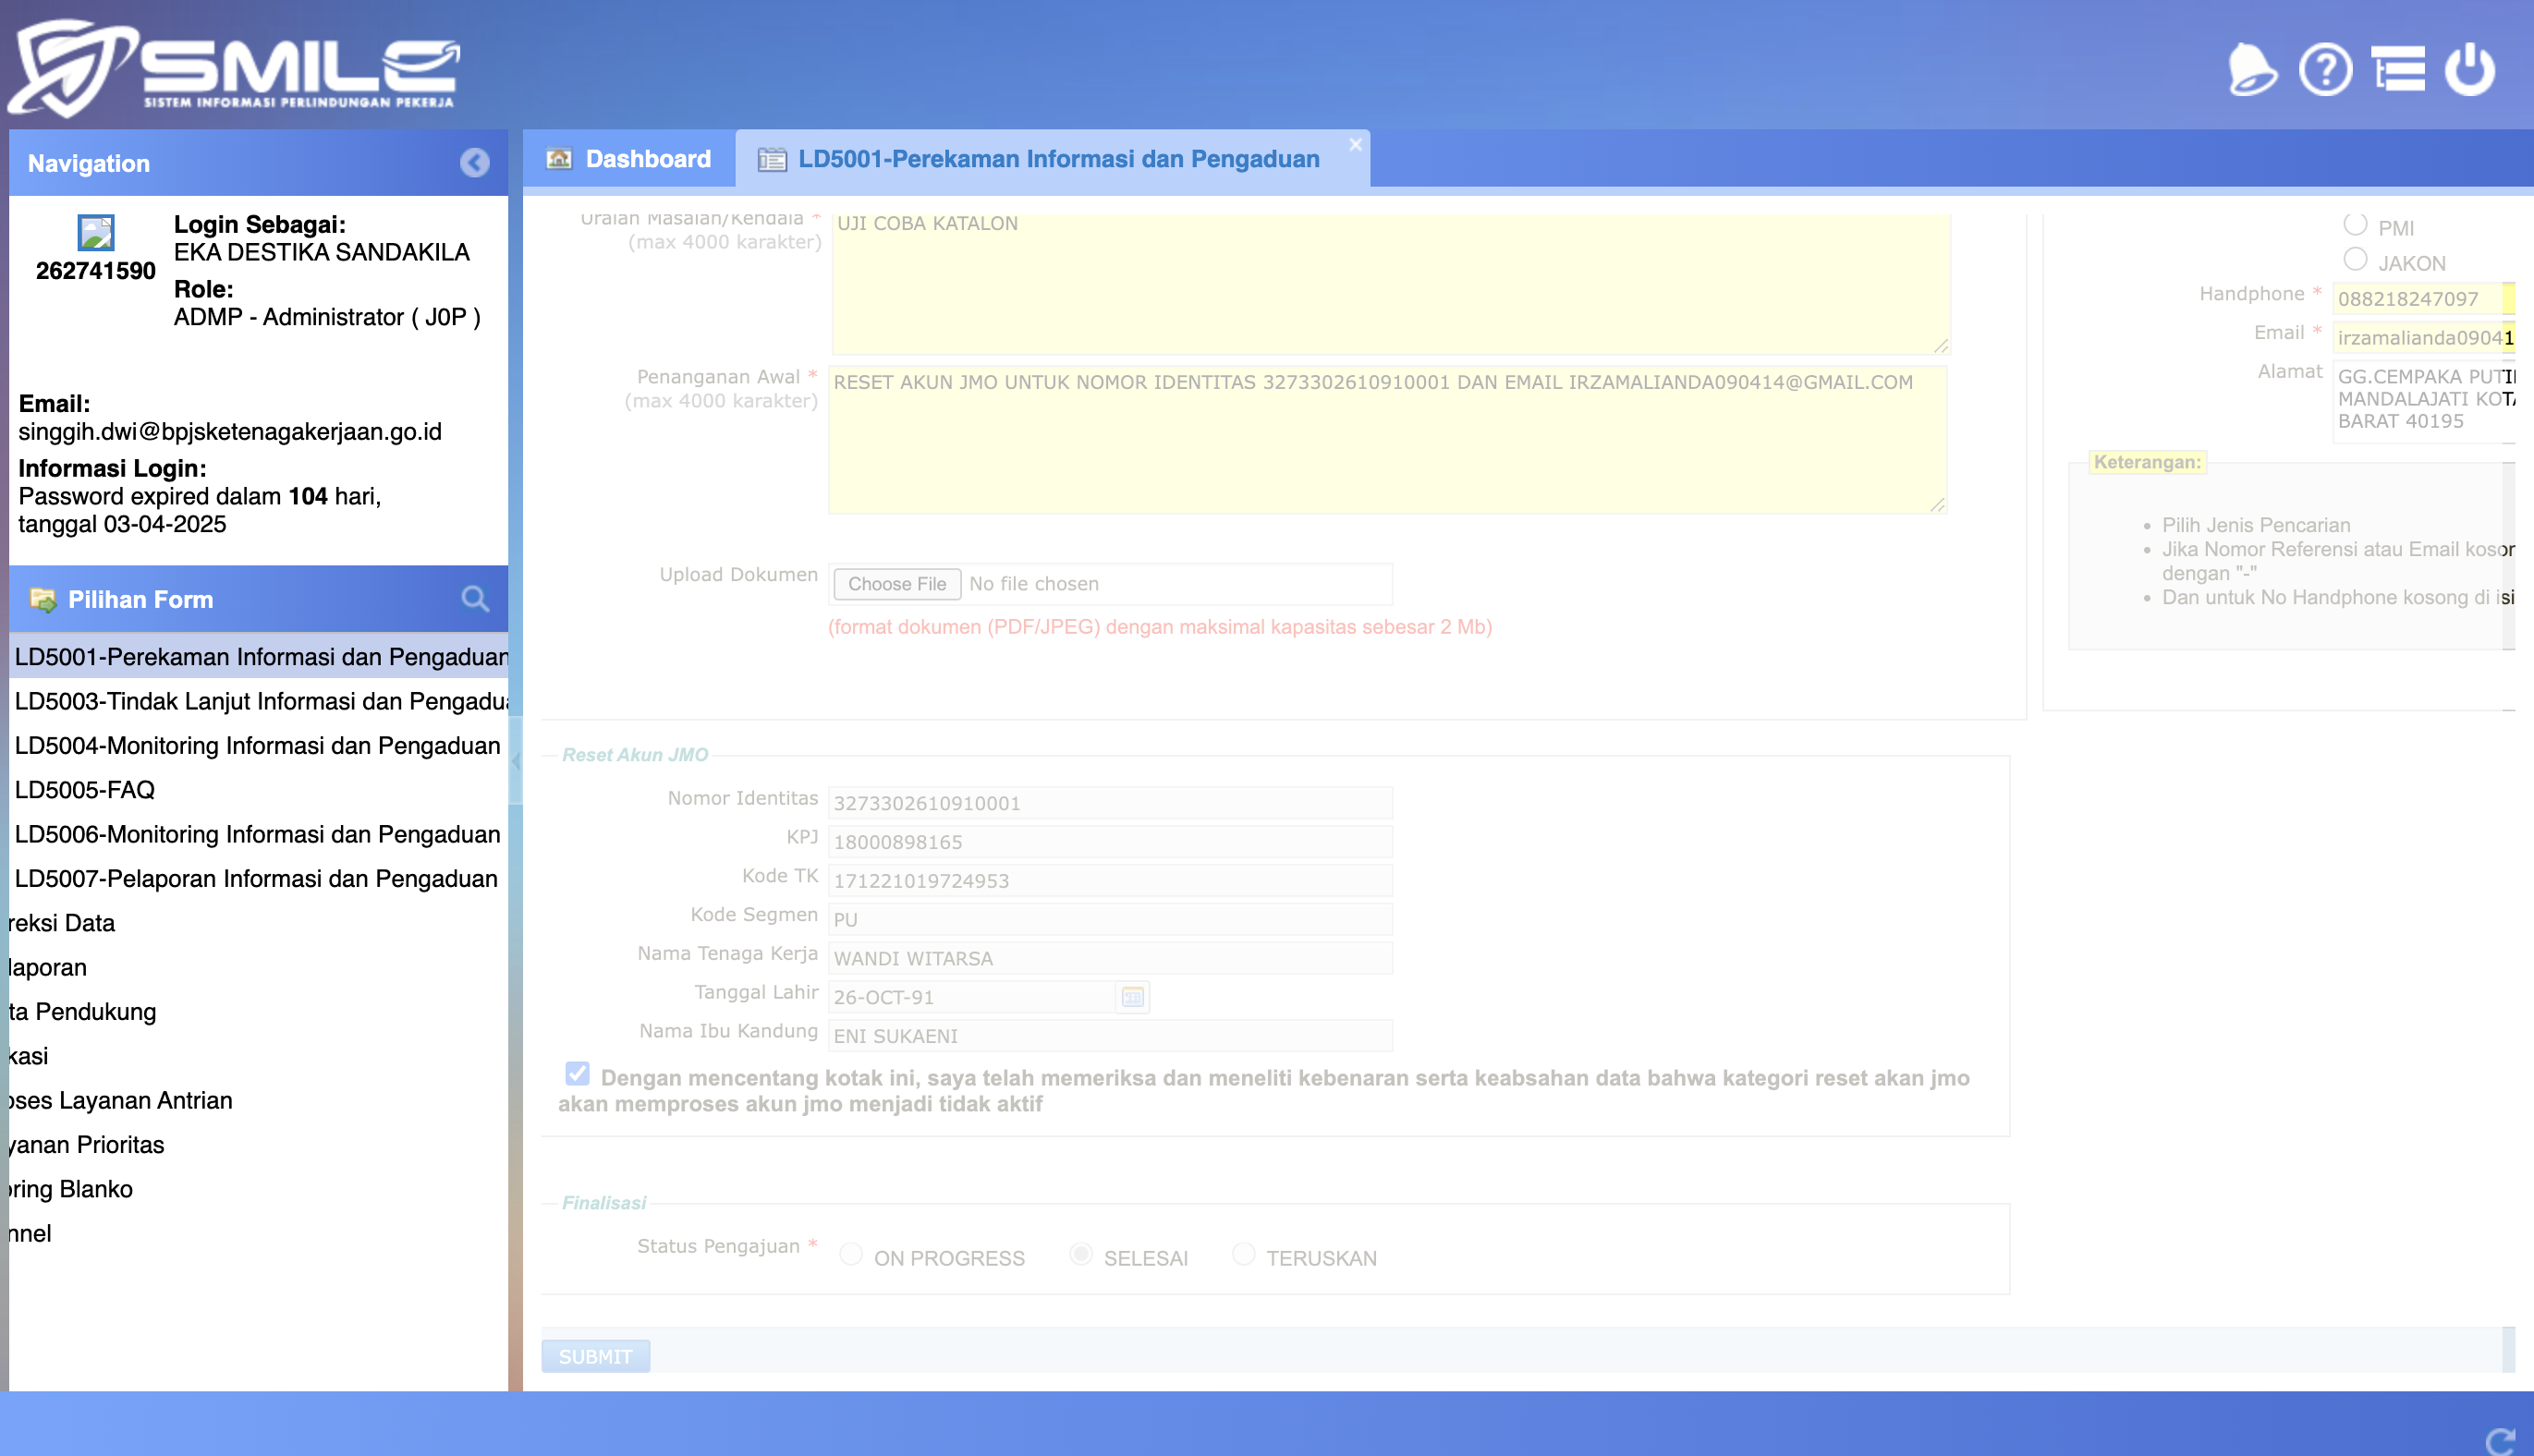 SMILE
SISTEM INFORMASI PERLINDUNGAN PEKERJA
Navigation
Login Sebagai:
EKA DESTIKA SANDAKILA
262741590
Role:
ADMP - Administrator ( J0P )
Email:
singgih.dwi@bpjsketenagakerjaan.go.id
Informasi Login:
Password expired dalam 104 hari,
tanggal 03-04-2025
Pilihan Form
LD5001-Perekaman Informasi dan Pengaduan
LD5003-Tindak Lanjut Informasi dan Pengadua
LD5004-Monitoring Informasi dan Pengaduan
LD5005-FAQ
LD5006-Monitoring Informasi dan Pengaduan
LD5007-Pelaporan Informasi dan Pengaduan
reksi Data
laporan
ta Pendukung
kasi
oses Layanan Antrian
yanan Prioritas
oring Blanko
nnel
Dashboard
LD5001-Perekaman Informasi dan Pengaduan
Uraian Masalah/Kendala *
(max 4000 karakter)
UJI COBA KATALON
Penanganan Awal *
(max 4000 karakter)
RESET AKUN JMO UNTUK NOMOR IDENTITAS 3273302610910001 DAN EMAIL IRZAMALIANDA090414@GMAIL.COM
Upload Dokumen
Choose File No file chosen
(format dokumen (PDF/JPEG) dengan maksimal kapasitas sebesar 2 Mb)
PMI
JAKON
Handphone * 088218247097
Email * irzamalianda09041
Alamat
GG.CEMPAKA PUTI
MANDALAJATI KOTA
BARAT 40195
Keterangan:
Pilih Jenis Pencarian
Jika Nomor Referensi atau Email kosor
dengan "-"
Dan untuk No Handphone kosong di isi
Reset Akun JMO
Nomor Identitas 3273302610910001
KPJ 18000898165
Kode TK 171221019724953
Kode Segmen PU
Nama Tenaga Kerja WANDI WITARSA
Tanggal Lahir 26-OCT-91
Nama Ibu Kandung ENI SUKAENI
Dengan mencentang kotak ini, saya telah memeriksa dan meneliti kebenaran serta keabsahan data bahwa kategori reset akan jmo
akan memproses akun jmo menjadi tidak aktif
Finalisasi
Status Pengajuan * ON PROGRESS SELESAI TERUSKAN
SUBMIT